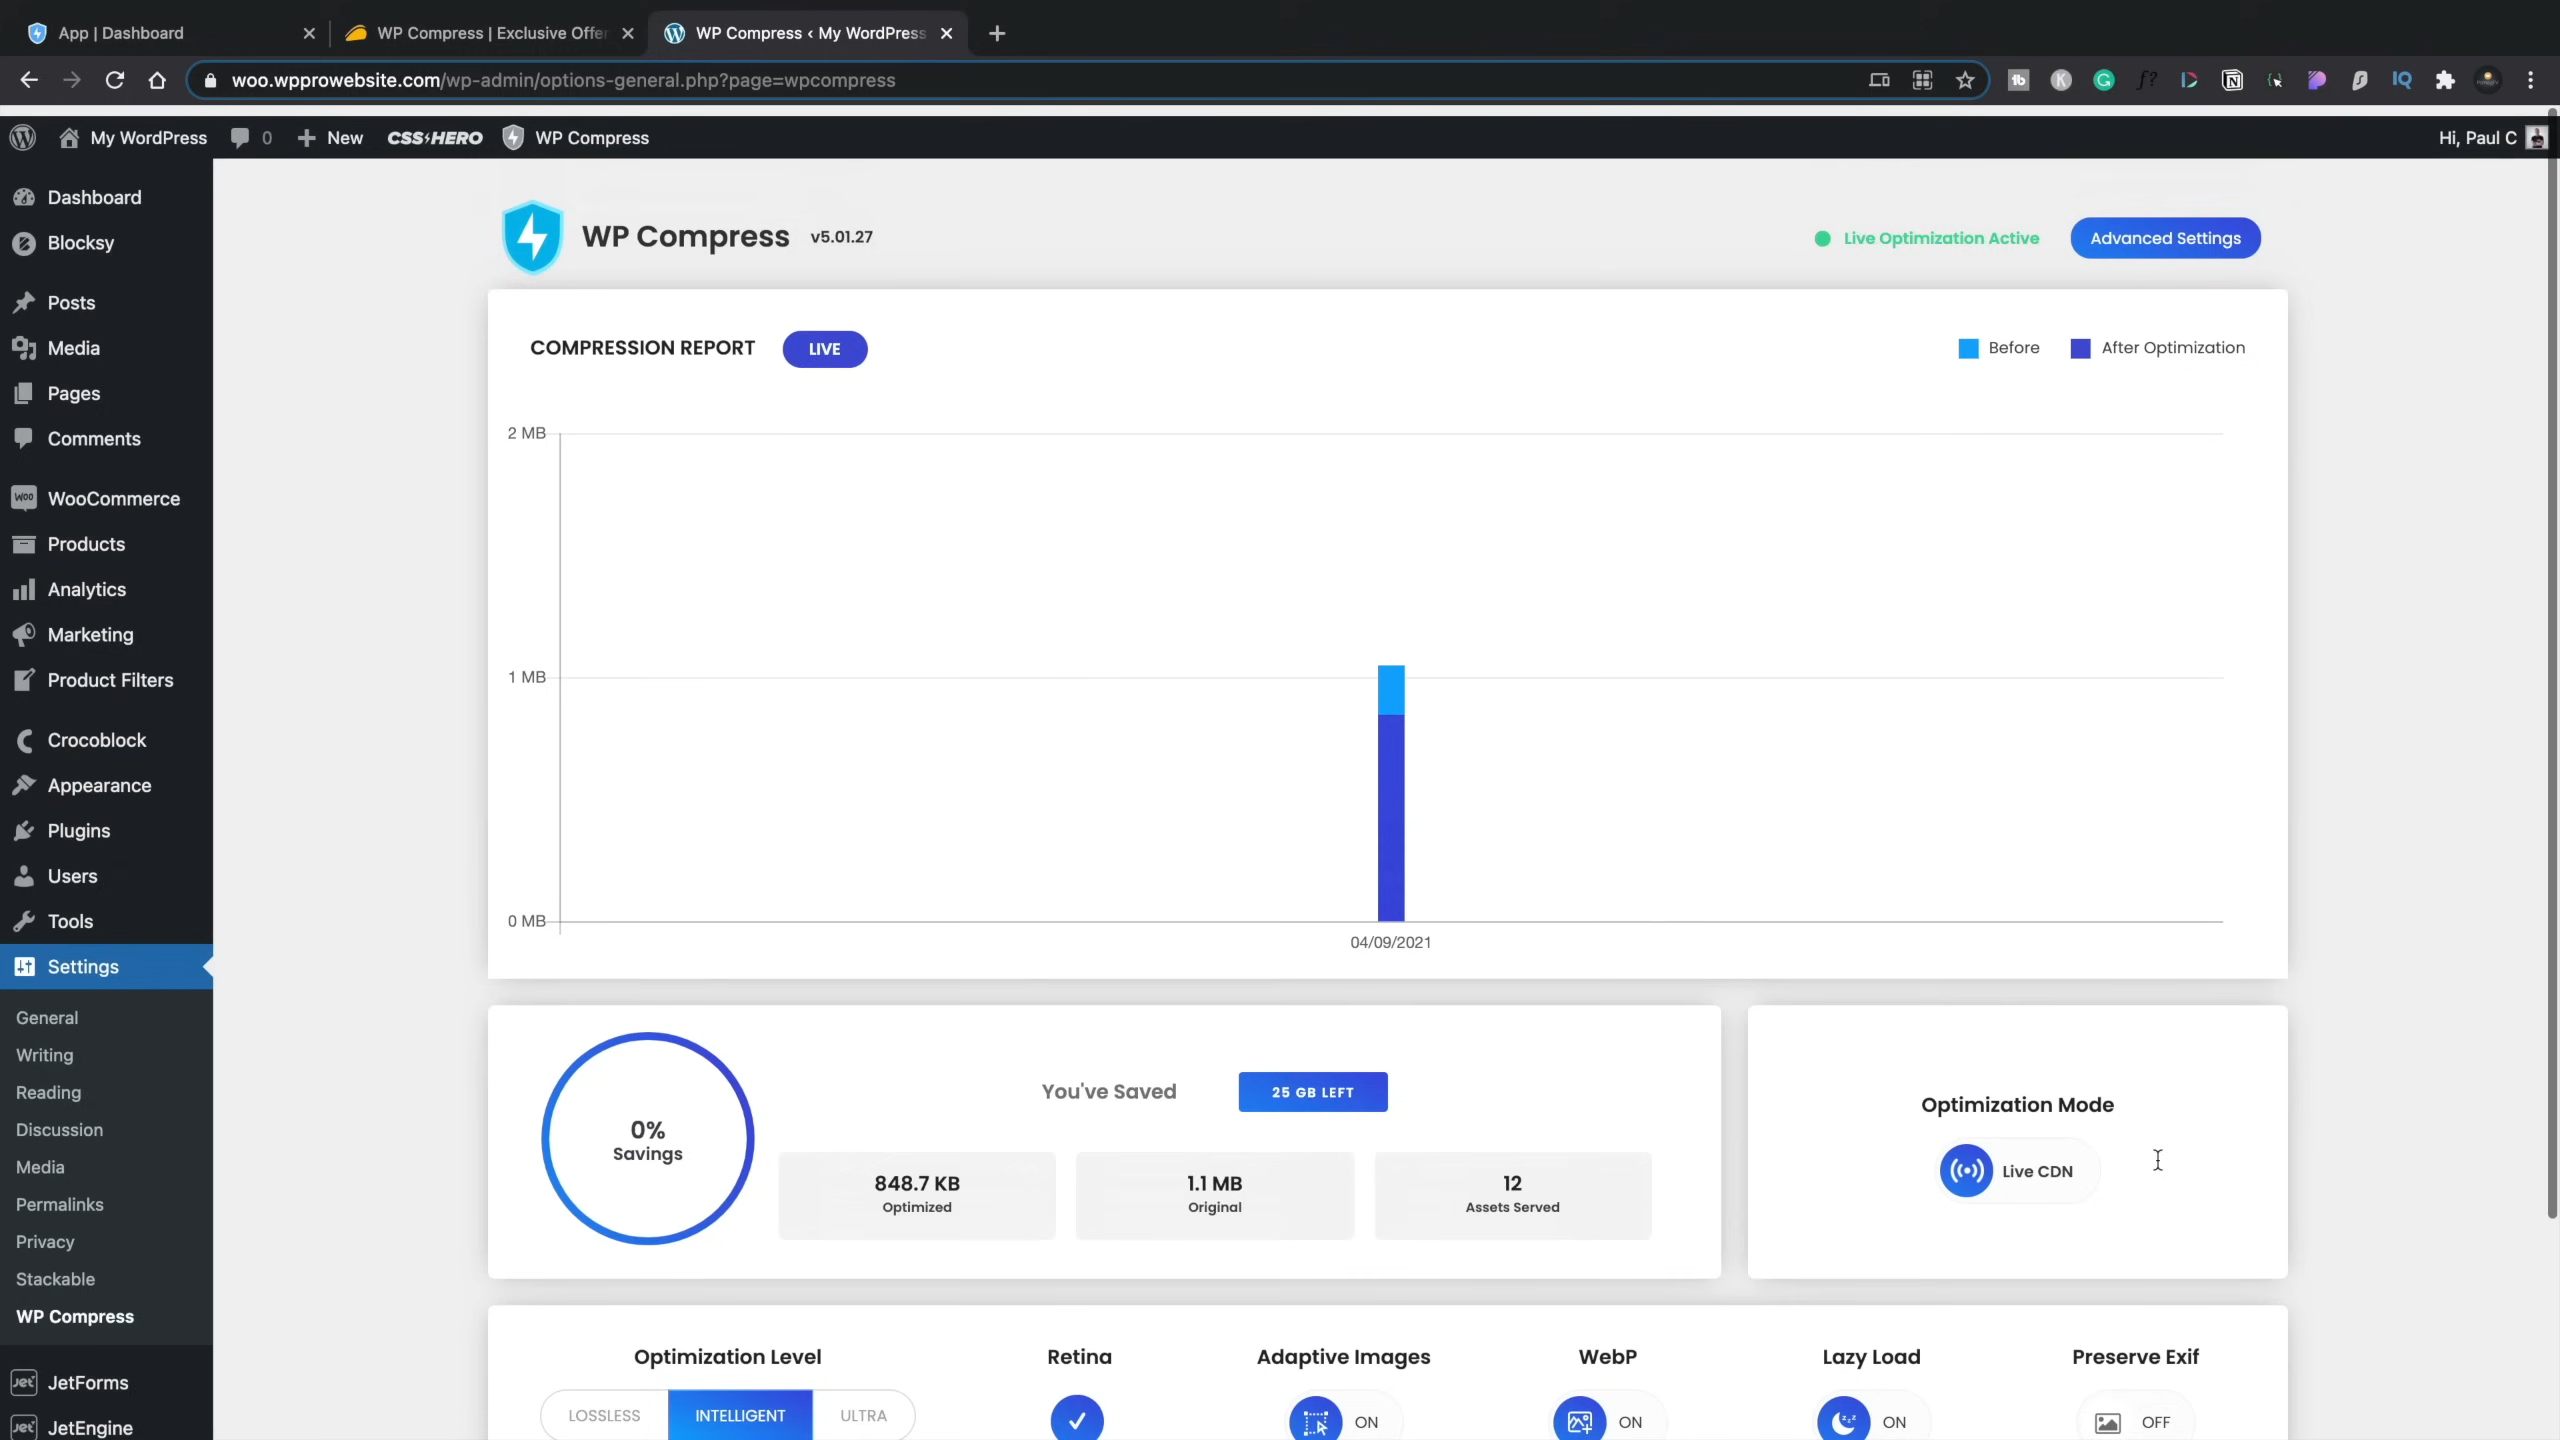 App | Dashboard
WP Compress | Exclusive Offer
WP Compress ‹ My WordPress
woo.wpprowebsite.com/wp-admin/options-general.php?page=wpcompress
My WordPress
0
New
CSS HERO
WP Compress
Hi, Paul C
Dashboard
Blocksy
Posts
Media
Pages
Comments
WooCommerce
Products
Analytics
Marketing
Product Filters
Crocoblock
Appearance
Plugins
Users
Tools
Settings
General
Writing
Reading
Discussion
Media
Permalinks
Privacy
Stackable
WP Compress
JetForms
JetEngine
WP Compress v5.01.27
Live Optimization Active
Advanced Settings
COMPRESSION REPORT
LIVE
Before
After Optimization
2 MB
1 MB
0 MB
04/09/2021
0%
Savings
You've Saved
25 GB LEFT
848.7 KB
Optimized
1.1 MB
Original
12
Assets Served
Optimization Mode
Live CDN
Optimization Level
LOSSLESS
INTELLIGENT
ULTRA
Retina
Adaptive Images
ON
WebP
ON
Lazy Load
ON
Preserve Exif
OFF